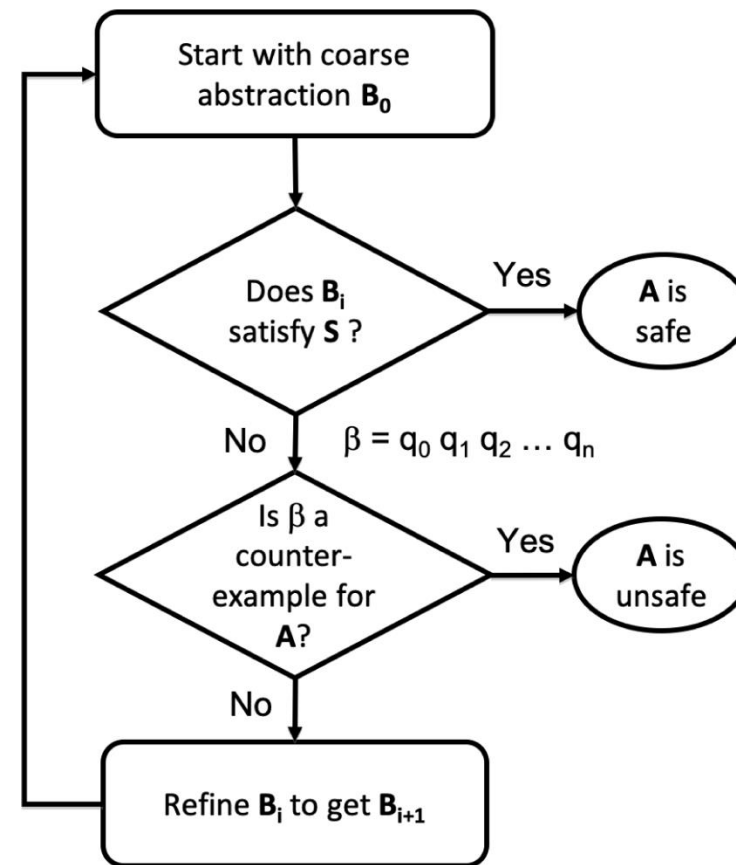 Start with coarse
abstraction B₀
Does Bᵢ
satisfy S ?
Yes
A is
safe
No
β = q₀ q₁ q₂ … qₙ
Is β a
counter-
example for
A?
Yes
A is
unsafe
No
Refine Bᵢ to get Bᵢ₊₁